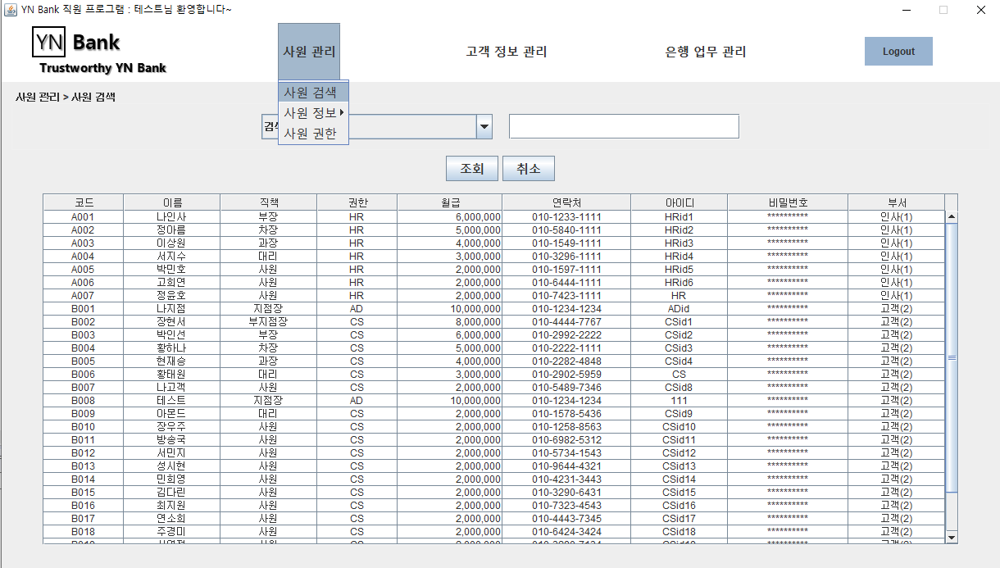 YN Bank 직원 프로그램 : 테스트님 환영합니다~
YN Bank
Trustworthy YN Bank
사원 관리 고객 정보 관리 은행 업무 관리 Logout
사원 관리 > 사원 검색
사원 검색
사원 정보
사원 권한
조회 취소
코드 이름 직책 권한 월급 연락처 아이디 비밀번호 부서
A001 나인사 부장 HR 6,000,000 010-1233-1111 HRid1 ********** 인사(1)
A002 정아름 차장 HR 5,000,000 010-5840-1111 HRid2 ********** 인사(1)
A003 이상원 과장 HR 4,000,000 010-1549-1111 HRid3 ********** 인사(1)
A004 서지수 대리 HR 3,000,000 010-3296-1111 HRid4 ********** 인사(1)
A005 박민호 사원 HR 2,000,000 010-1597-1111 HRid5 ********** 인사(1)
A006 고희연 사원 HR 2,000,000 010-6444-1111 HRid6 ********** 인사(1)
A007 정윤호 사원 HR 2,000,000 010-7423-1111 HR ********** 인사(1)
B001 나지점 지점장 AD 10,000,000 010-1234-1234 ADid ********** 고객(2)
B002 장현서 부지점장 CS 8,000,000 010-4444-7767 CSid1 ********** 고객(2)
B003 박인선 부장 CS 6,000,000 010-2992-2222 CSid2 ********** 고객(2)
B004 황하나 차장 CS 5,000,000 010-2222-1111 CSid3 ********** 고객(2)
B005 현재승 과장 CS 4,000,000 010-2282-4848 CSid4 ********** 고객(2)
B006 황태원 대리 CS 3,000,000 010-2902-5959 CS ********** 고객(2)
B007 나고객 사원 CS 2,000,000 010-5489-7346 CSid8 ********** 고객(2)
B008 테스트 지점장 AD 10,000,000 010-1234-1234 111 ********** 고객(2)
B009 아몬드 대리 CS 2,000,000 010-1578-5436 CSid9 ********** 고객(2)
B010 장우주 사원 CS 2,000,000 010-1258-8563 CSid10 ********** 고객(2)
B011 방송국 사원 CS 2,000,000 010-6982-5312 CSid11 ********** 고객(2)
B012 서민지 사원 CS 2,000,000 010-5734-1543 CSid12 ********** 고객(2)
B013 성시현 사원 CS 2,000,000 010-9644-4321 CSid13 ********** 고객(2)
B014 민희영 사원 CS 2,000,000 010-4231-3443 CSid14 ********** 고객(2)
B015 김다린 사원 CS 2,000,000 010-3290-6431 CSid15 ********** 고객(2)
B016 최지원 사원 CS 2,000,000 010-7323-4543 CSid16 ********** 고객(2)
B017 연소희 사원 CS 2,000,000 010-4443-7345 CSid17 ********** 고객(2)
B018 주경미 사원 CS 2,000,000 010-6424-3424 CSid18 ********** 고객(2)